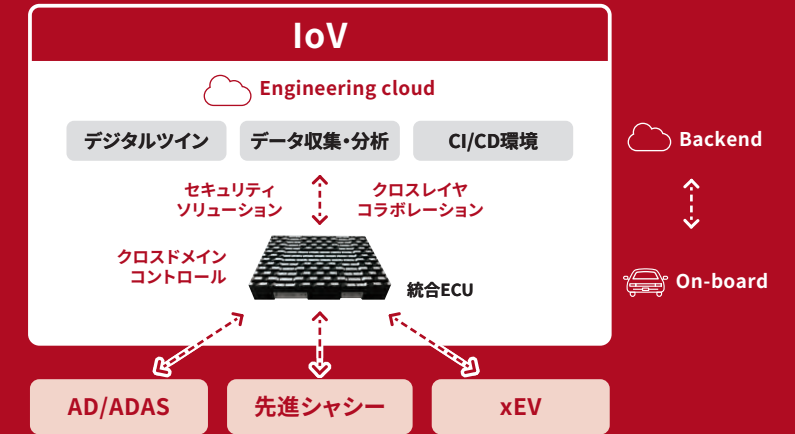 IoV
Engineering cloud
デジタルツイン
データ収集・分析
CI/CD環境
Backend
セキュリティ
ソリューション
クロスレイヤ
コラボレーション
クロスドメイン
コントロール
統合ECU
On-board
AD/ADAS
先進シャシー
xEV